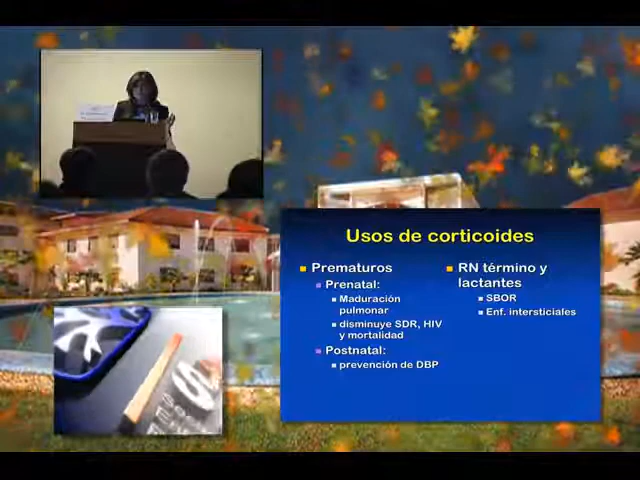 Usos de corticoides
Prematuros
Prenatal:
Maduración
pulmonar
disminuye SDR, HIV
y mortalidad
Postnatal:
prevención de DBP
RN término y
lactantes
SBOR
Enf. intersticiales